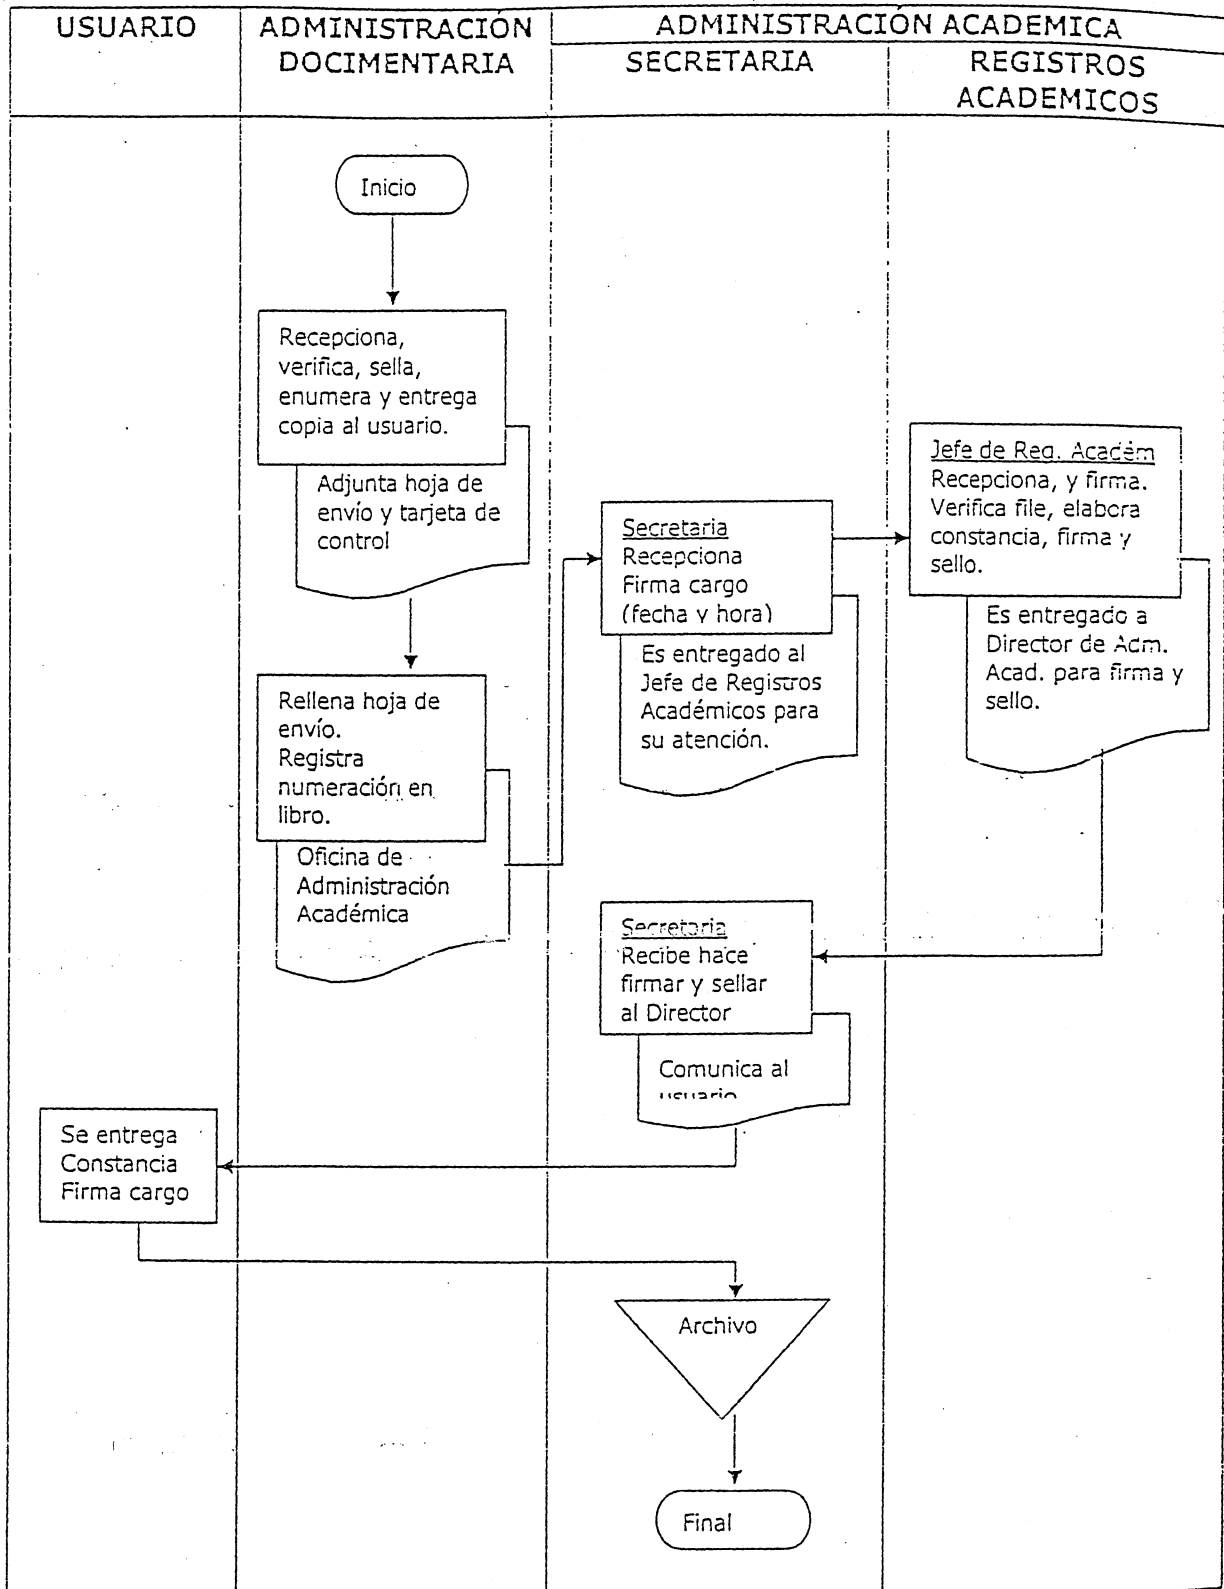 USUARIO
ADMINISTRACIÓN
DOCIMENTARIA
ADMINISTRACIÓN ACADEMICA
SECRETARIA
REGISTROS
ACADEMICOS
Inicio
Recepciona,
verifica, sella,
enumera y entrega
copia al usuario.
Adjunta hoja de
envío y tarjeta de
control
Rellena hoja de
envío.
Registra
numeración en
libro.
Oficina de
Administración
Académica
Secretaria
Recepciona
Firma cargo
(fecha y hora)
Es entregado al
Jefe de Registros
Académicos para
su atención.
Jefe de Reg. Academ
Recepciona, y firma.
Verifica file, elabora
constancia, firma y
sello.
Es entregado a
Director de Adm.
Acad. para firma y
sello.
Secretaria
Recibe hace
firmar y sellar
al Director
Comunica al
usuario
Se entrega
Constancia
Firma cargo
Archivo
Final